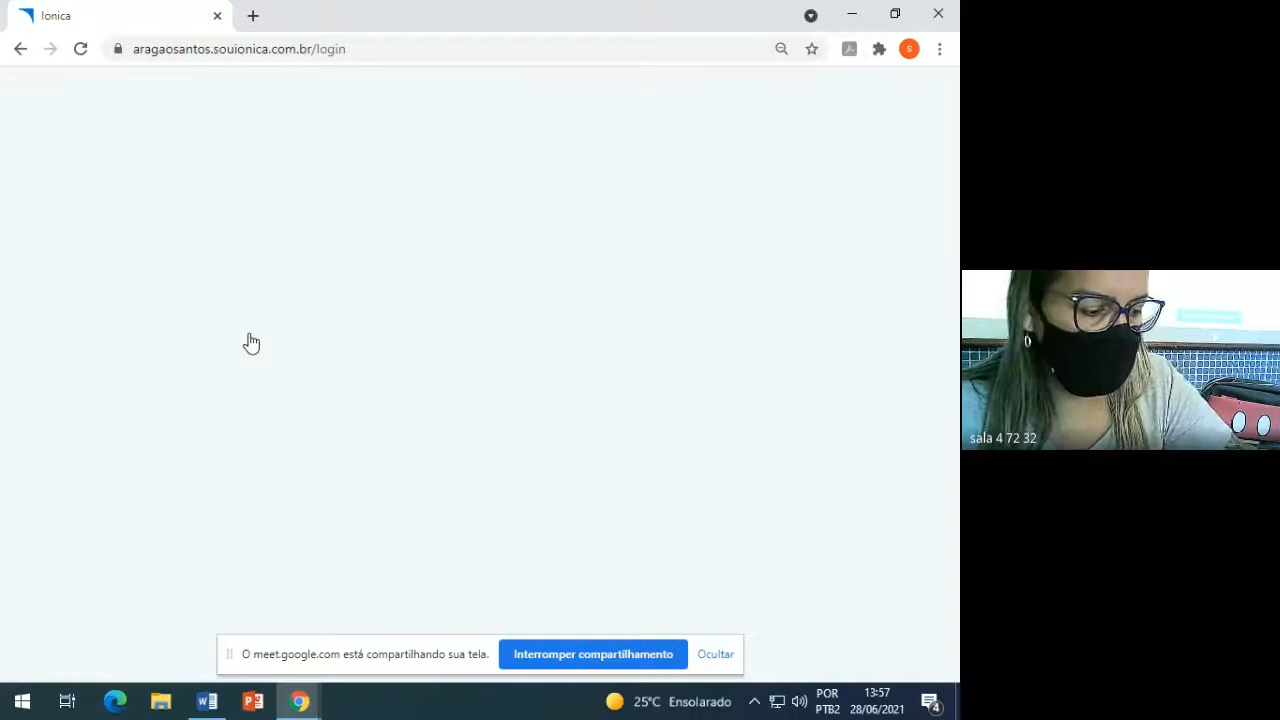 Ionica
aragaosantos.souionica.com.br/login
S
sala 4 72 32
O meet.google.com está compartilhando sua tela.
Interromper compartilhamento
Ocultar
25°C Ensolarado
POR
PTB2
13:57
28/06/2021
4